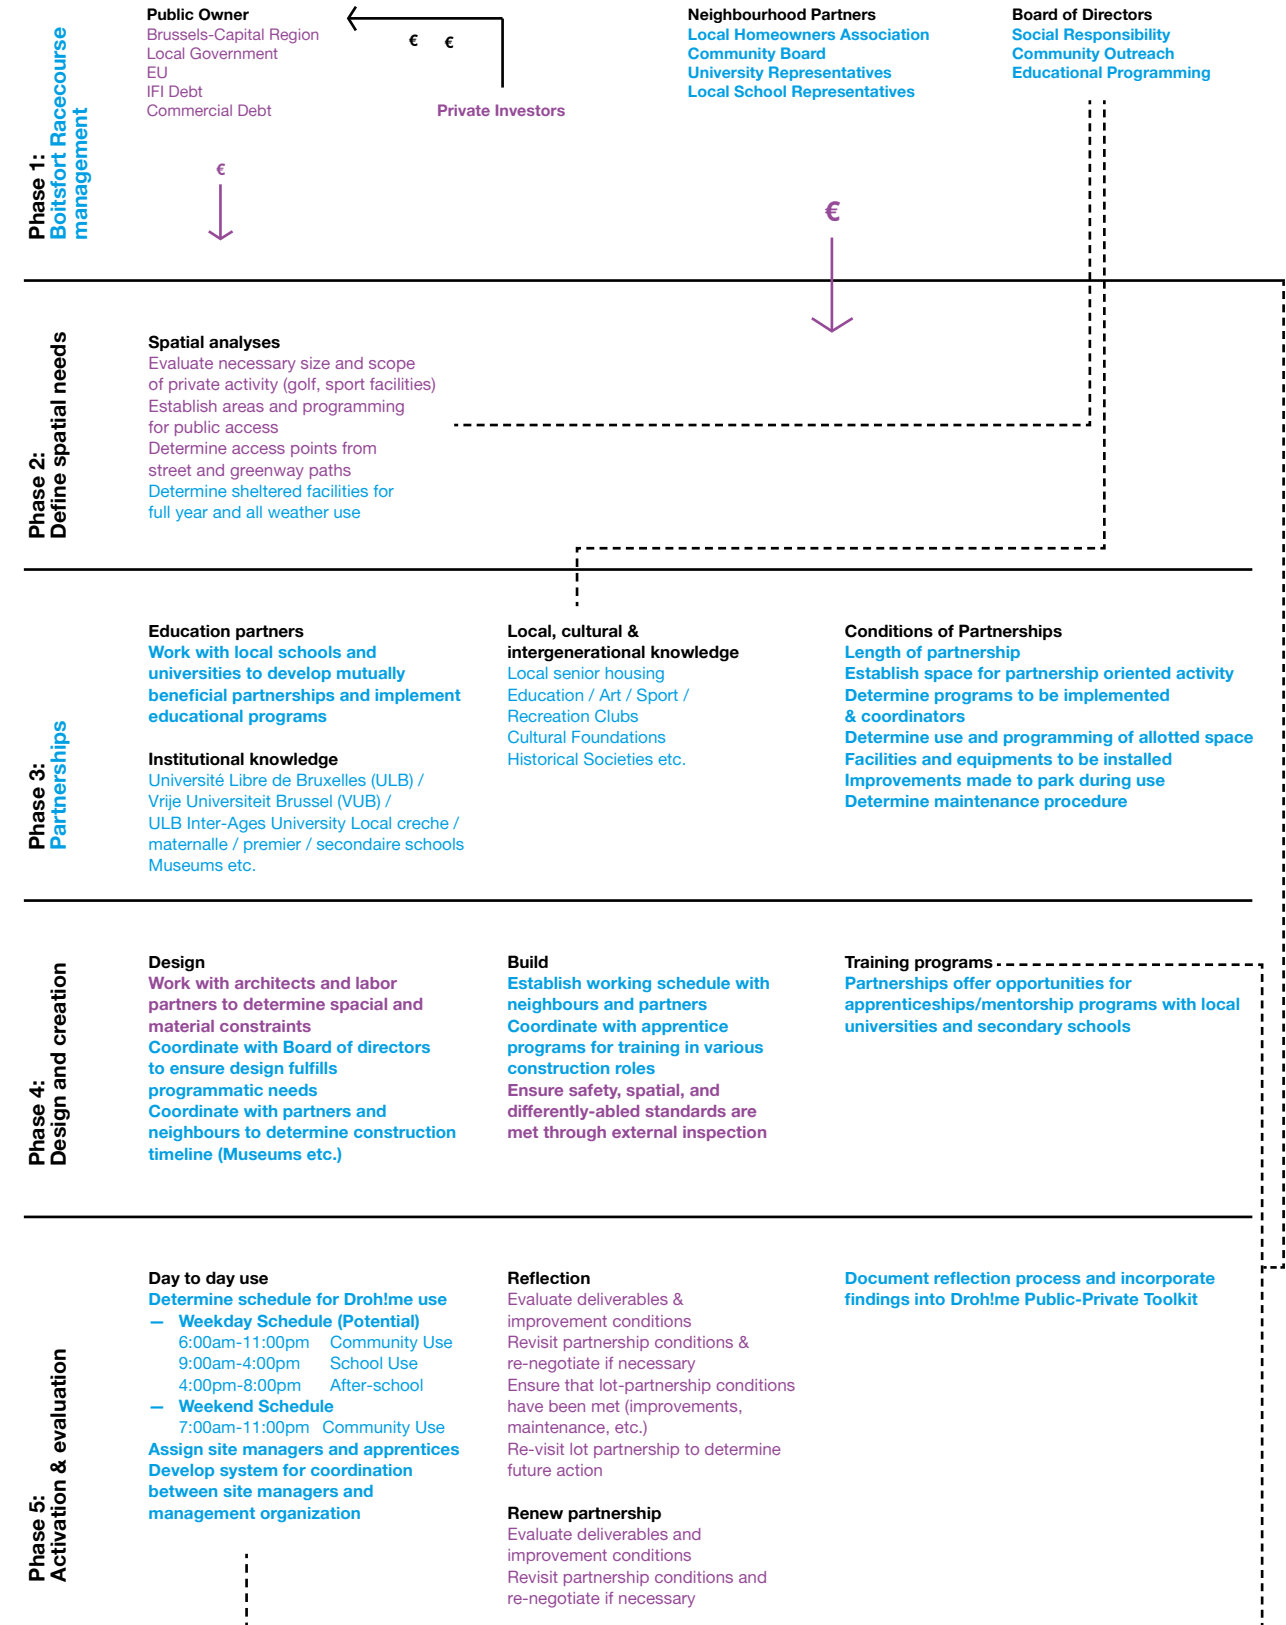 Phase 1:
Boitsfort Racecourse
management
Public Owner
Brussels-Capital Region
Local Government
EU
IFI Debt
Commercial Debt
€ €
Private Investors
Neighbourhood Partners
Local Homeowners Association
Community Board
University Representatives
Local School Representatives
Board of Directors
Social Responsibility
Community Outreach
Educational Programming
€
€
Phase 2:
Define spatial needs
Spatial analyses
Evaluate necessary size and scope
of private activity (golf, sport facilities)
Establish areas and programming
for public access
Determine access points from
street and greenway paths
Determine sheltered facilities for
full year and all weather use
Phase 3:
Partnerships
Education partners
Work with local schools and
universities to develop mutually
beneficial partnerships and implement
educational programs
Institutional knowledge
Université Libre de Bruxelles (ULB) /
Vrije Universiteit Brussel (VUB) /
ULB Inter-Ages University Local creche /
maternalle / premier / secondaire schools
Museums etc.
Local, cultural &
intergenerational knowledge
Local senior housing
Education / Art / Sport /
Recreation Clubs
Cultural Foundations
Historical Societies etc.
Conditions of Partnerships
Length of partnership
Establish space for partnership oriented activity
Determine programs to be implemented
& coordinators
Determine use and programming of allotted space
Facilities and equipments to be installed
Improvements made to park during use
Determine maintenance procedure
Phase 4:
Design and creation
Design
Work with architects and labor
partners to determine spacial and
material constraints
Coordinate with Board of directors
to ensure design fulfills
programmatic needs
Coordinate with partners and
neighbours to determine construction
timeline (Museums etc.)
Build
Establish working schedule with
neighbours and partners
Coordinate with apprentice
programs for training in various
construction roles
Ensure safety, spatial, and
differently-abled standards are
met through external inspection
Training programs
Partnerships offer opportunities for
apprenticeships/mentorship programs with local
universities and secondary schools
Phase 5:
Activation & evaluation
Day to day use
Determine schedule for Droh!me use
— Weekday Schedule (Potential)
6:00am-11:00pm Community Use
9:00am-4:00pm School Use
4:00pm-8:00pm After-school
— Weekend Schedule
7:00am-11:00pm Community Use
Assign site managers and apprentices
Develop system for coordination
between site managers and
management organization
Reflection
Evaluate deliverables &
improvement conditions
Revisit partnership conditions &
re-negotiate if necessary
Ensure that lot-partnership conditions
have been met (improvements,
maintenance, etc.)
Re-visit lot partnership to determine
future action
Renew partnership
Evaluate deliverables and
improvement conditions
Revisit partnership conditions and
re-negotiate if necessary
Document reflection process and incorporate
findings into Droh!me Public-Private Toolkit